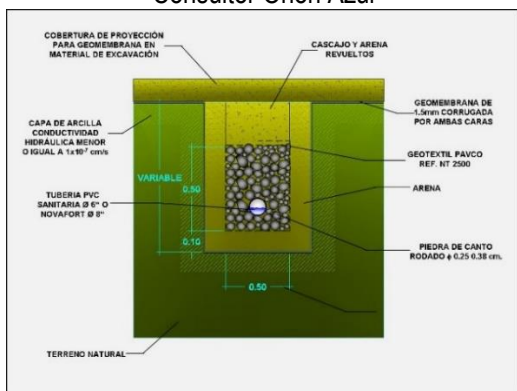 Consultor Orión Azul
COBERTURA DE PROYECCIÓN
PARA GEOMEMBRANA EN
MATERIAL DE EXCAVACIÓN
CASCAJO Y ARENA
REVUELTOS
CAPA DE ARCILLA
CONDUCTIVIDAD
HIDRÁULICA MENOR
O IGUAL A 1x10-7 cm/s
GEOMEMBRANA DE
1.5mm CORRUGADA
POR AMBAS CARAS
GEOTEXTIL PAVCO
REF. NT 2500
VARIABLE
0.50
ARENA
TUBERIA PVC
SANITARIA Ø 6" O
NOVAFORT Ø 8"
0.10
PIEDRA DE CANTO
RODADO ɸ 0.25 0.38 cm.
0.50
TERRENO NATURAL